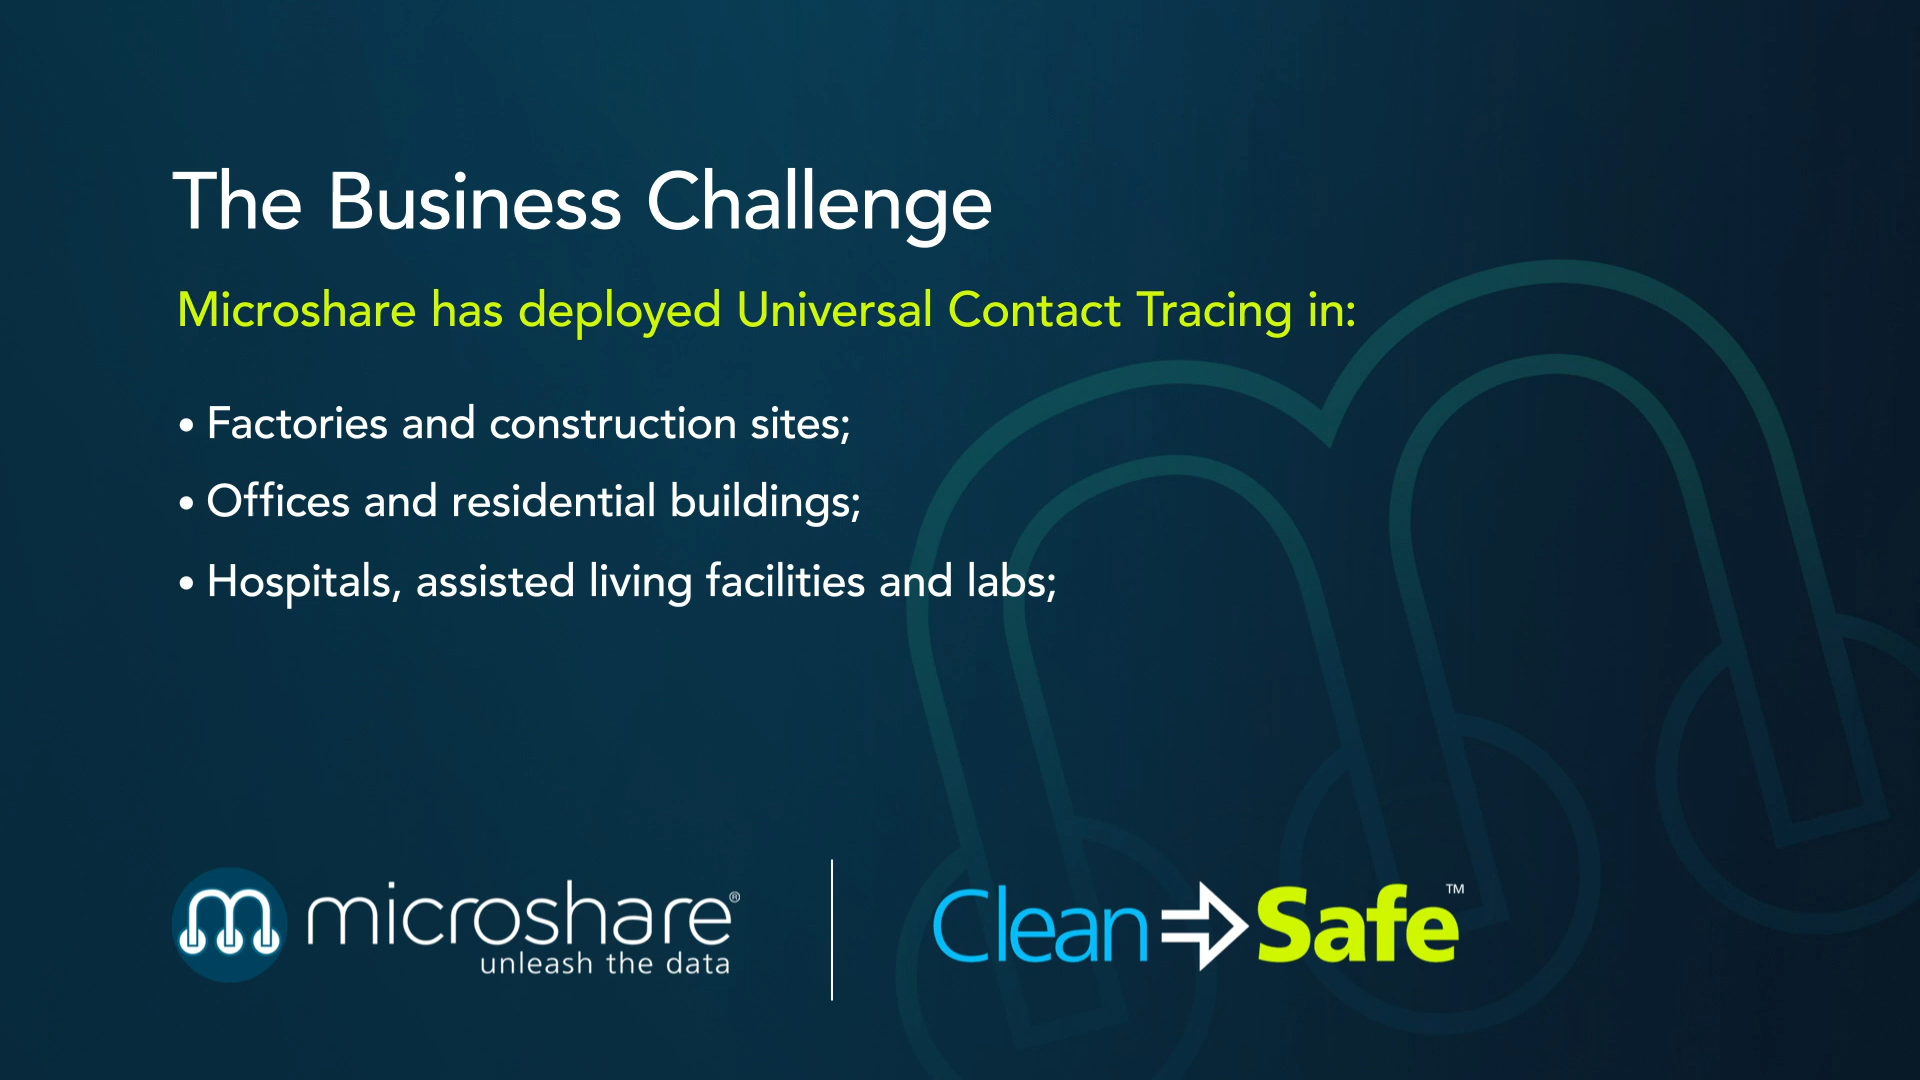 The Business Challenge
Microshare has deployed Universal Contact Tracing in:
• Factories and construction sites;
• Offices and residential buildings;
• Hospitals, assisted living facilities and labs;
microshare®
unleash the data
Clean Safe™